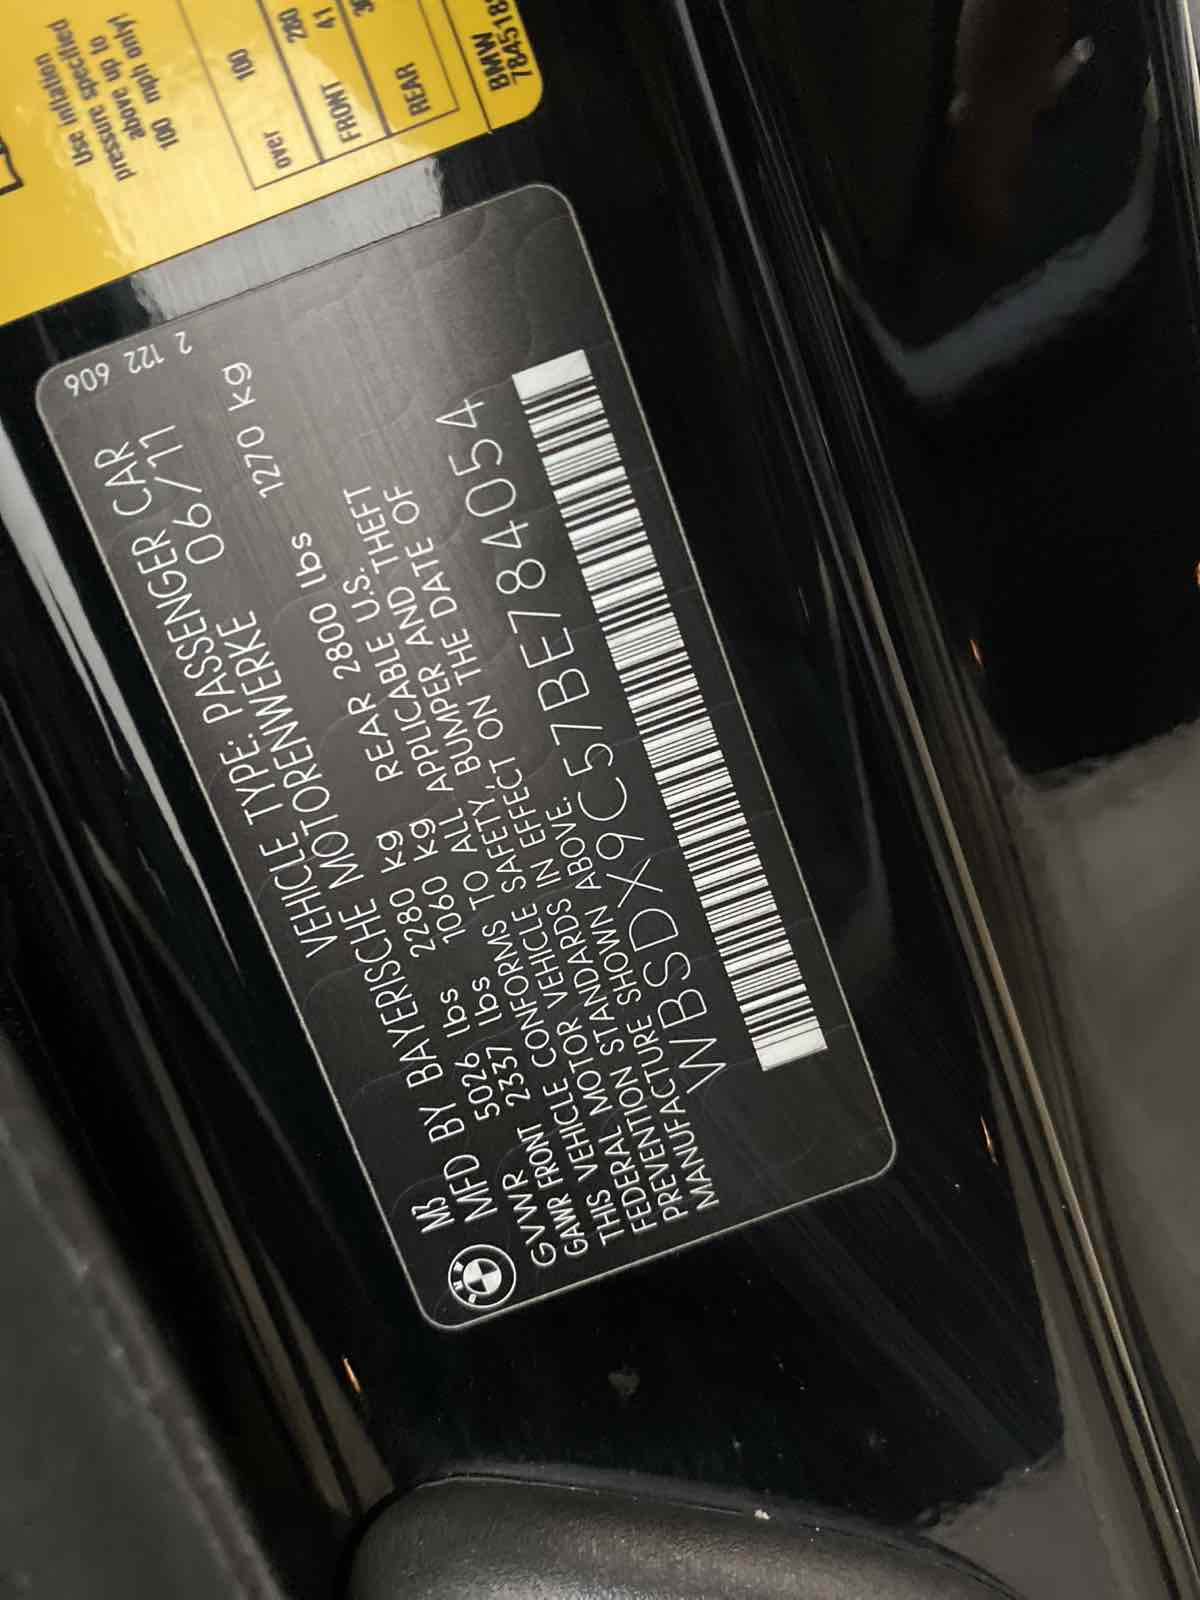 Use inflation
pressure specified
above up to
100 mph only!
over 100 280
FRONT 41
REAR
BMW
2 122 606
M3 VEHICLE TYPE: PASSENGER CAR
MFD BY BAYERISCHE MOTORENWERKE 06/11
GVWR 5026 lbs 2280 kg
GAWR FRONT 2337 lbs 1060 kg REAR 2800 lbs 1270 kg
THIS VEHICLE CONFORMS TO ALL APPLICABLE U.S.
FEDERAL MOTOR VEHICLE SAFETY, BUMPER AND THEFT
PREVENTION STANDARDS IN EFFECT ON THE DATE OF
MANUFACTURE SHOWN ABOVE.
WBSDX9C57BE784054